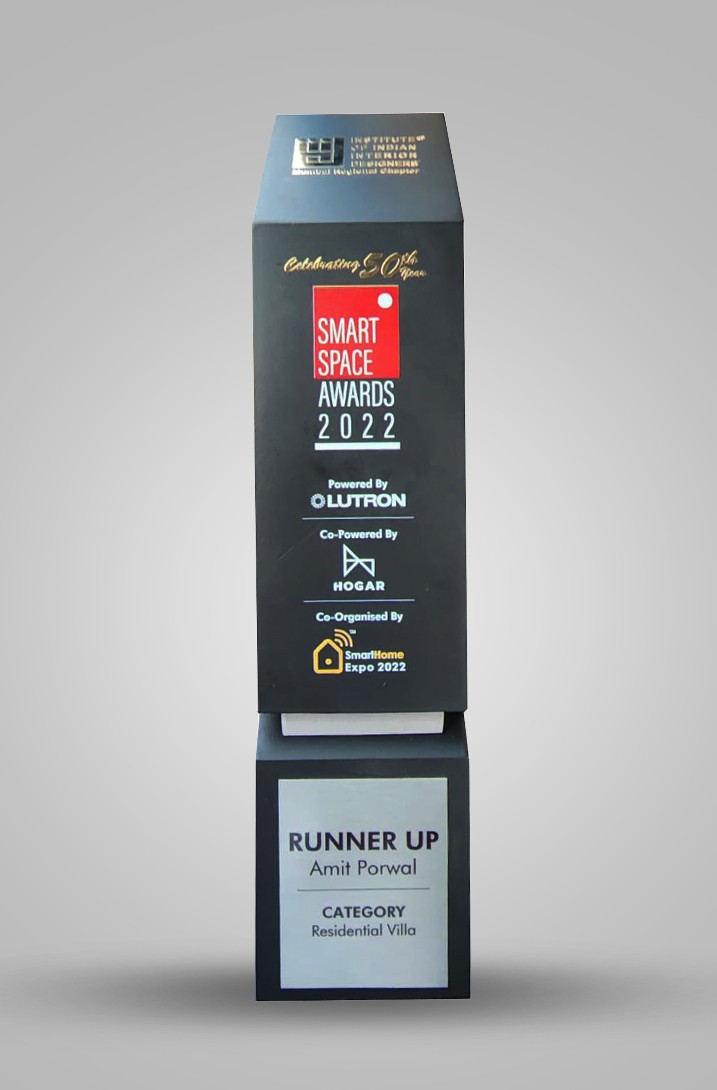 INSTITUTE
OF INDIAN
INTERIOR
DESIGNERS
Mumbai Regional Chapter
Celebrating 50th Year
SMART
SPACE
AWARDS
2022
Powered By
LUTRON
Co-Powered By
HOGAR
Co-Organised By
TM
SmartHome
Expo 2022
RUNNER UP
Amit Porwal
CATEGORY
Residential Villa